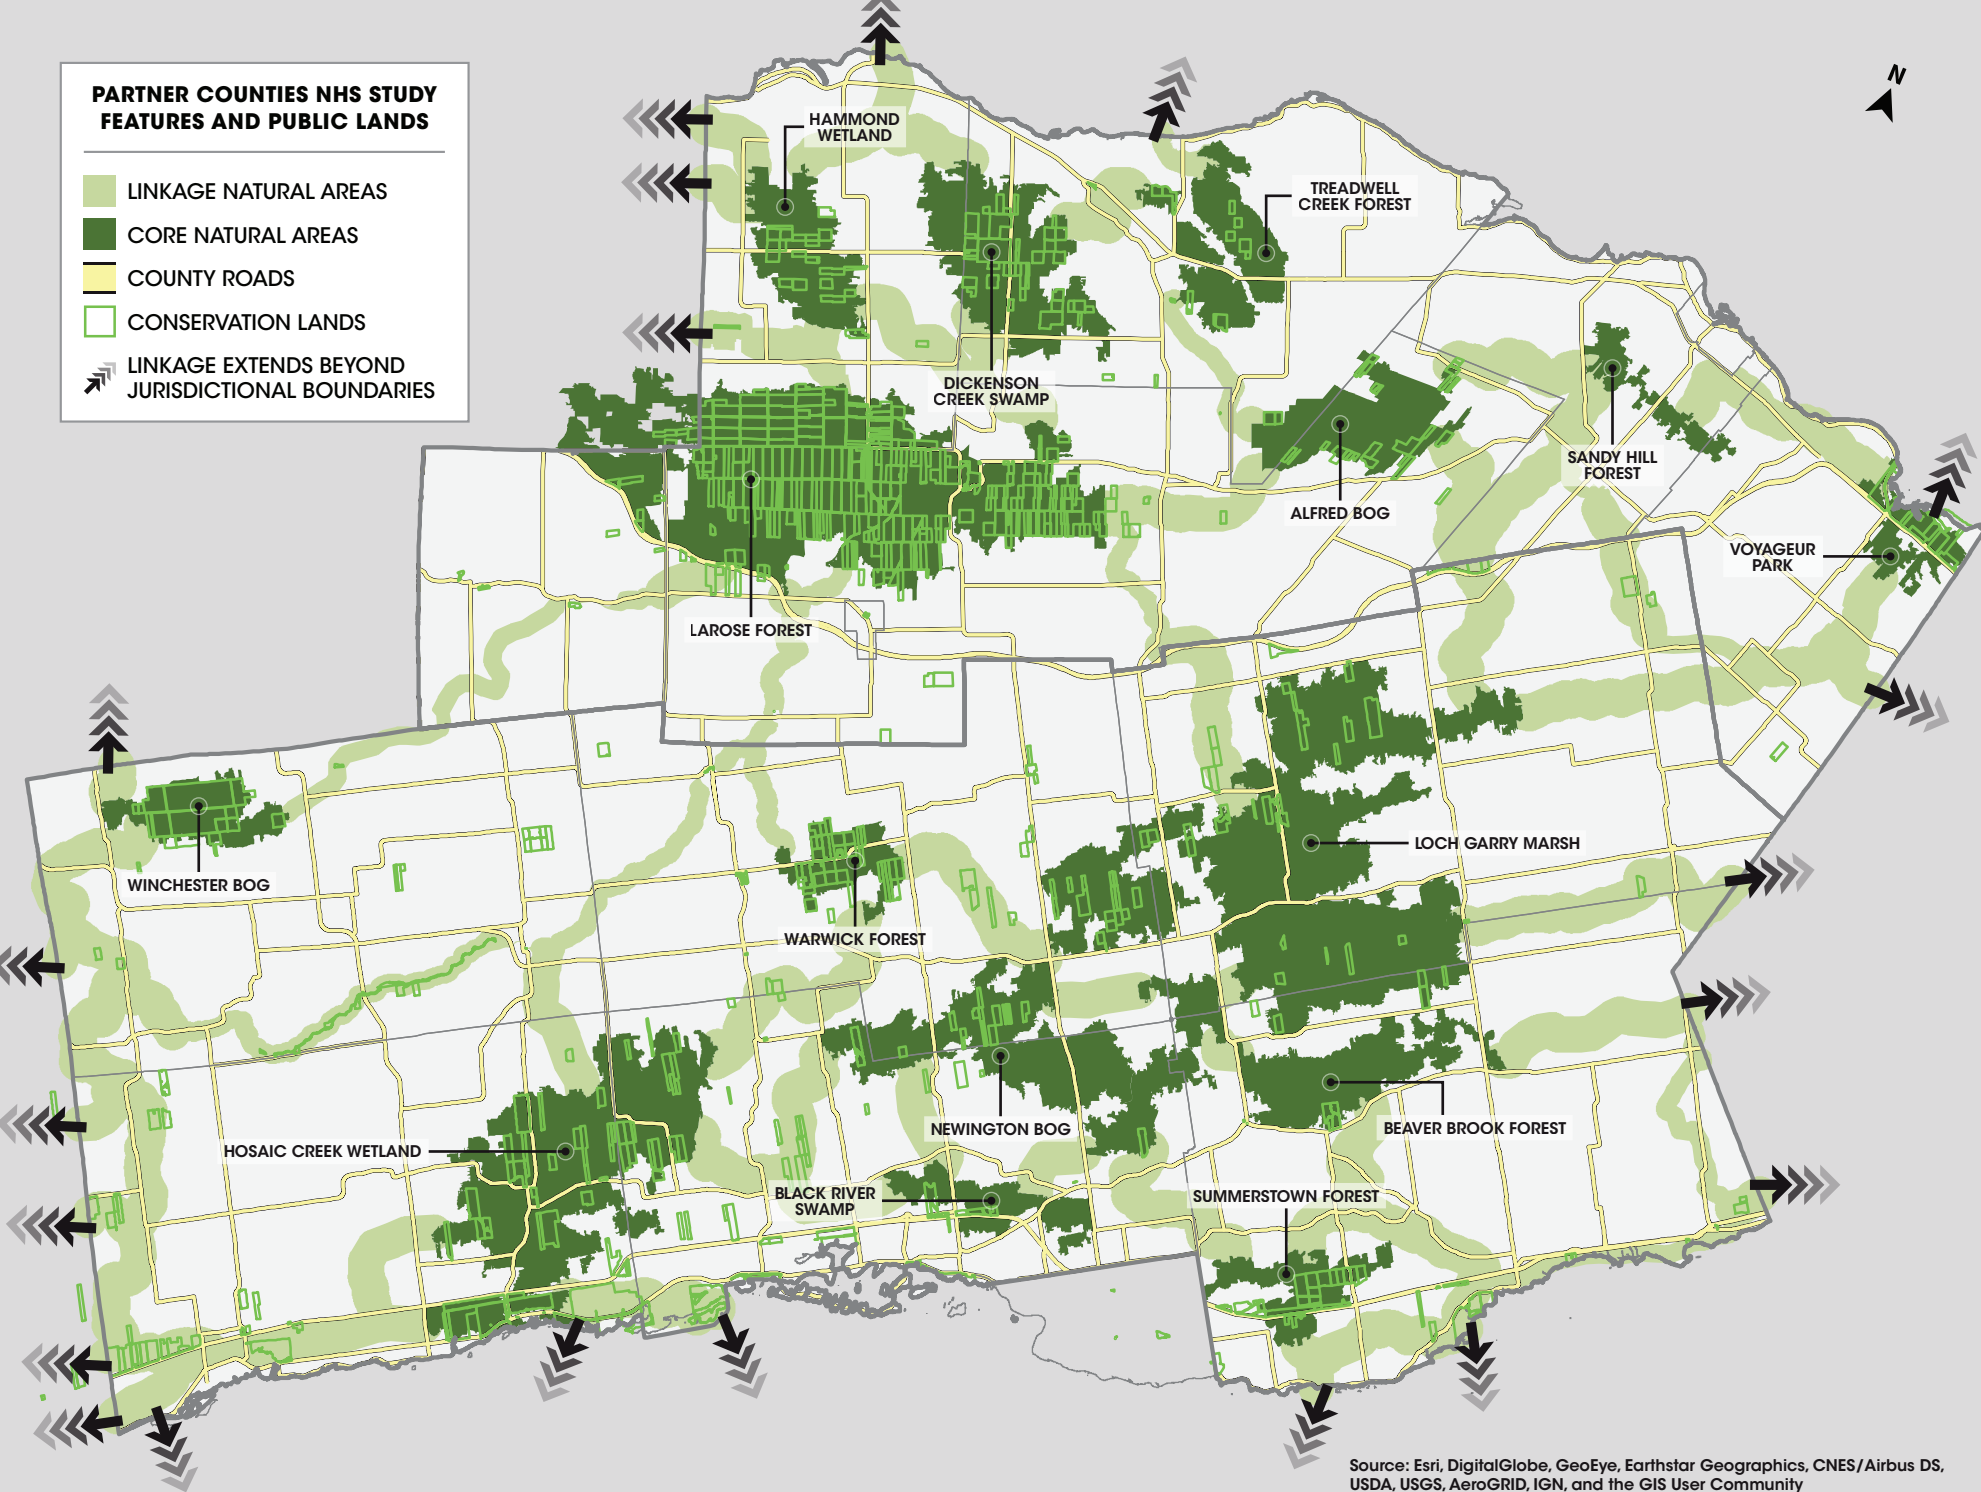 PARTNER COUNTIES NHS STUDY
FEATURES AND PUBLIC LANDS
LINKAGE NATURAL AREAS
CORE NATURAL AREAS
COUNTY ROADS
CONSERVATION LANDS
LINKAGE EXTENDS BEYOND
JURISDICTIONAL BOUNDARIES
N
HAMMOND
WETLAND
TREADWELL
CREEK FOREST
DICKENSON
CREEK SWAMP
SANDY HILL
FOREST
ALFRED BOG
VOYAGEUR
PARK
LAROSE FOREST
LOCH GARRY MARSH
WINCHESTER BOG
WARWICK FOREST
NEWINGTON BOG
BEAVER BROOK FOREST
HOSAIC CREEK WETLAND
BLACK RIVER
SWAMP
SUMMERSTOWN FOREST
Source: Esri, DigitalGlobe, GeoEye, Earthstar Geographics, CNES/Airbus DS,
USDA, USGS, AeroGRID, IGN, and the GIS User Community